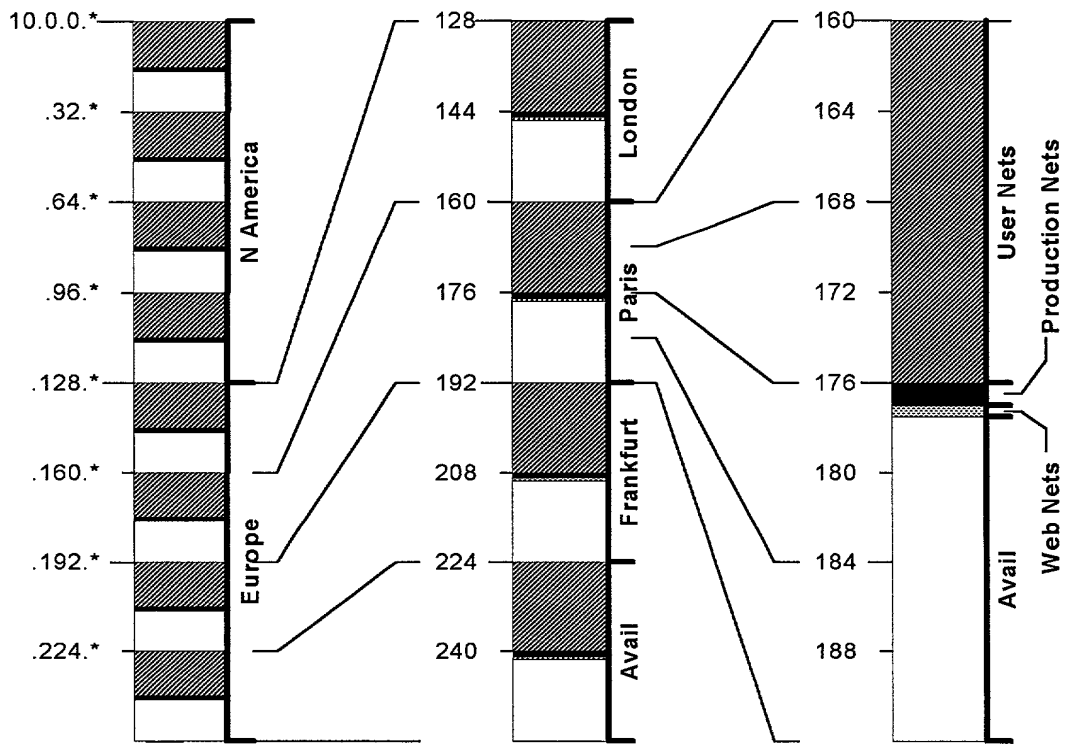 10.0.0.*
.32.*
.64.*
.96.*
.128.*
.160.*
.192.*
.224.*
N America
Europe
128
144
160
176
192
208
224
240
London
Paris
Frankfurt
Avail
160
164
168
172
176
180
184
188
User Nets
Production Nets
Web Nets
Avail